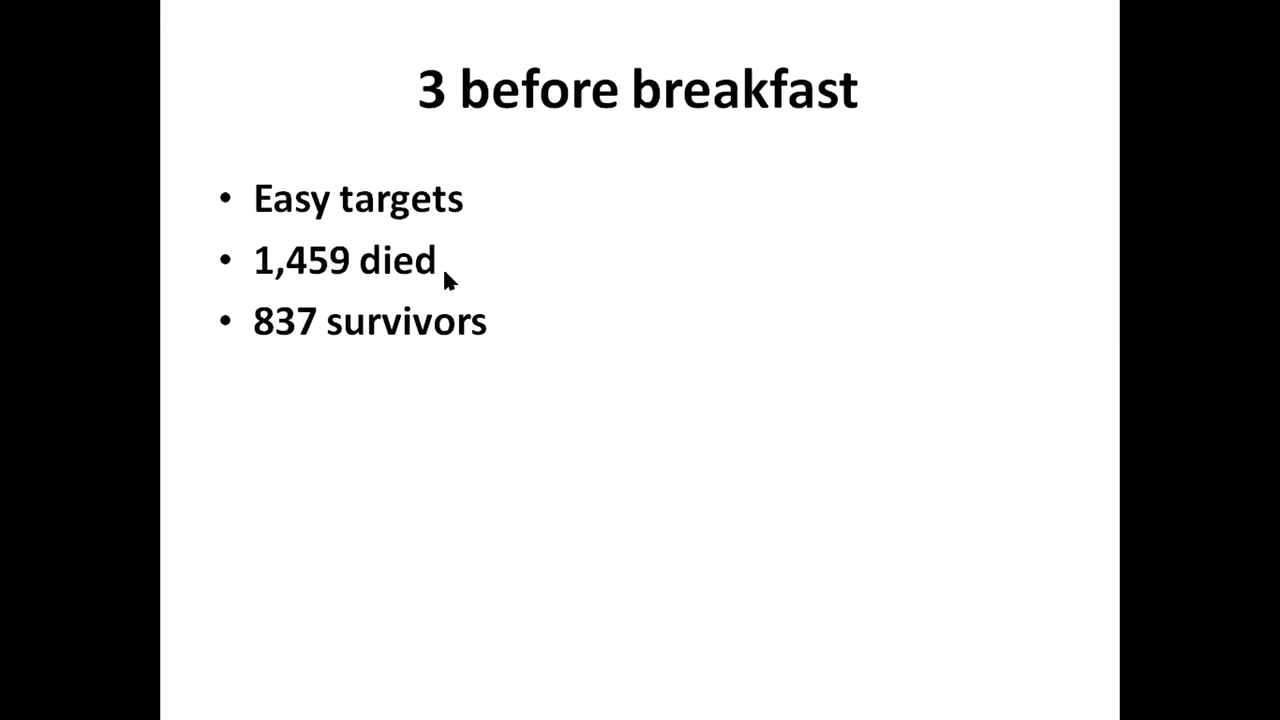 3 before breakfast
• Easy targets
• 1,459 died
• 837 survivors